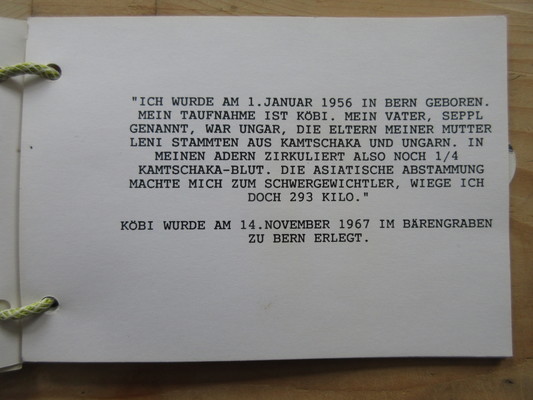 "ICH WURDE AM 1.JANUAR 1956 IN BERN GEBOREN.
MEIN TAUFNAHME IST KÖBI. MEIN VATER, SEPPL
GENANNT, WAR UNGAR, DIE ELTERN MEINER MUTTER
LENI STAMMTEN AUS KAMTSCHAKA UND UNGARN. IN
MEINEN ADERN ZIRKULIERT ALSO NOCH 1/4
KAMTSCHAKA-BLUT. DIE ASIATISCHE ABSTAMMUNG
MACHTE MICH ZUM SCHWERGEWICHTLER, WIEGE ICH
DOCH 293 KILO."
KÖBI WURDE AM 14.NOVEMBER 1967 IM BÄRENGRABEN
ZU BERN ERLEGT.